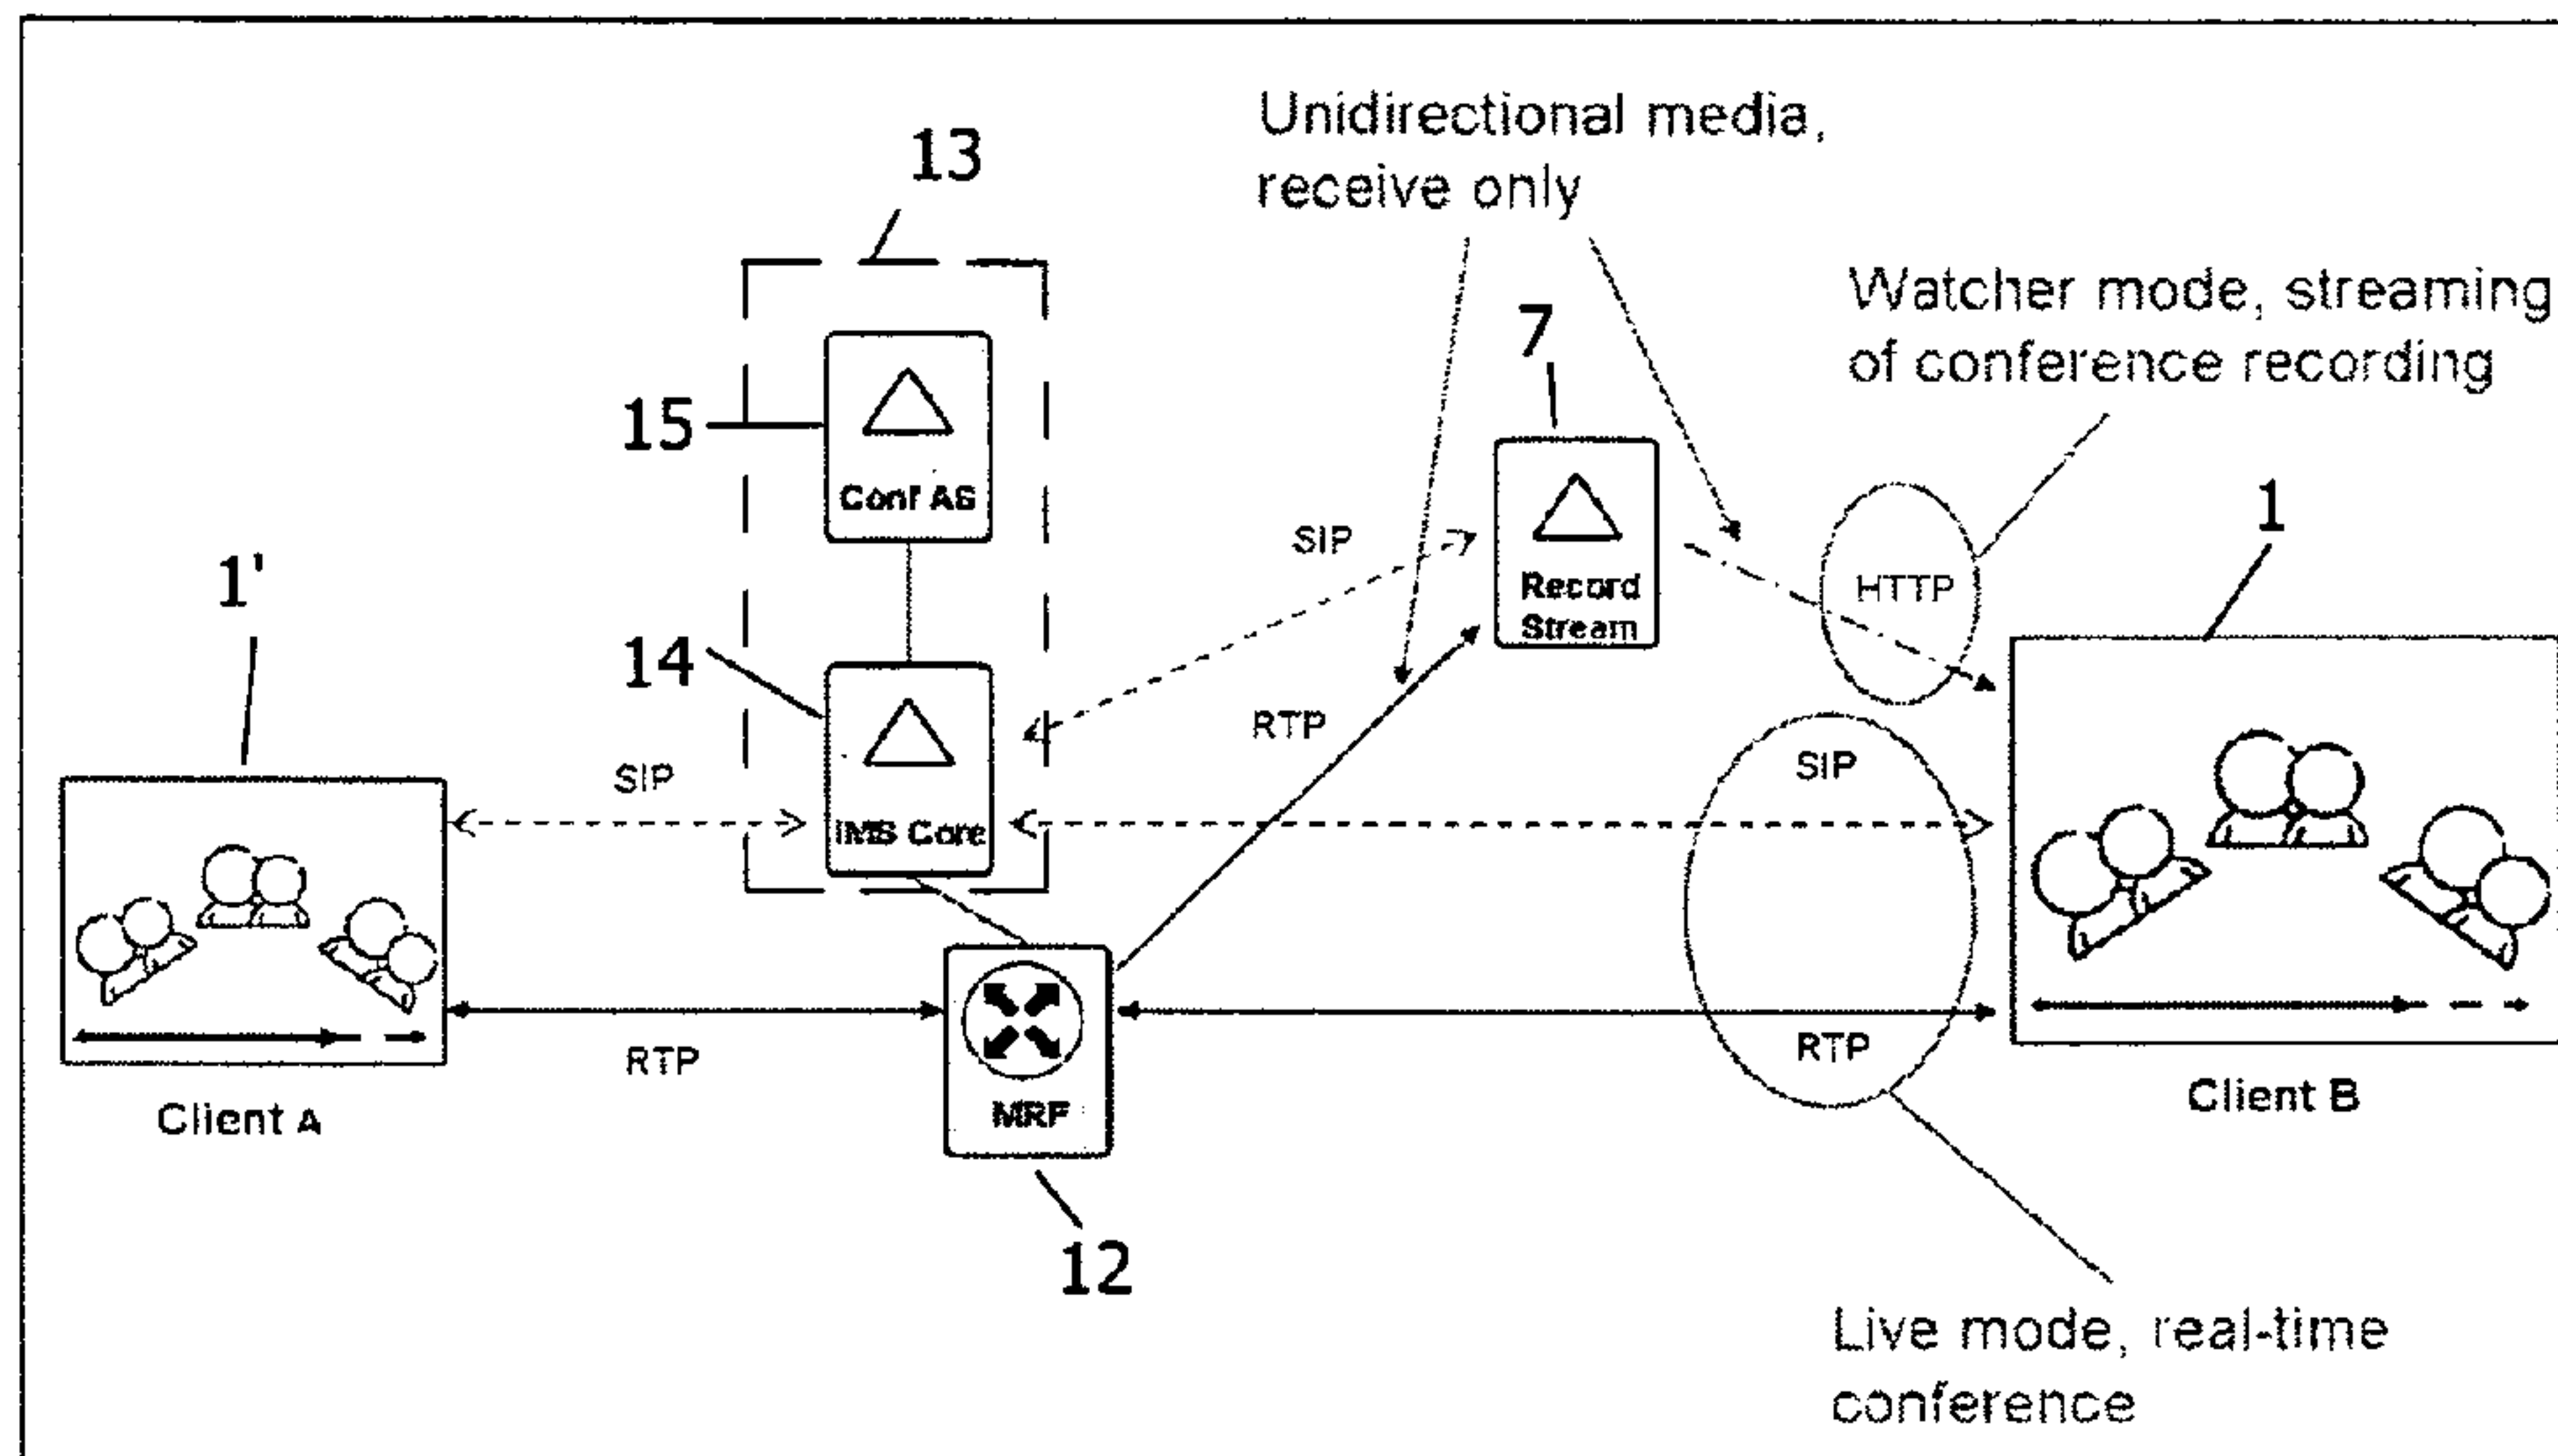 Unidirectional media,
receive only
13
Watcher mode, streaming
of conference recording
7
15
Conf AS
1
SIP
HTTP
1'
Record
Stream
14
RTP
SIP
SIP
IMS Core
RTP
RTP
MRF
Client A
Client B
12
Live mode, real-time
conference